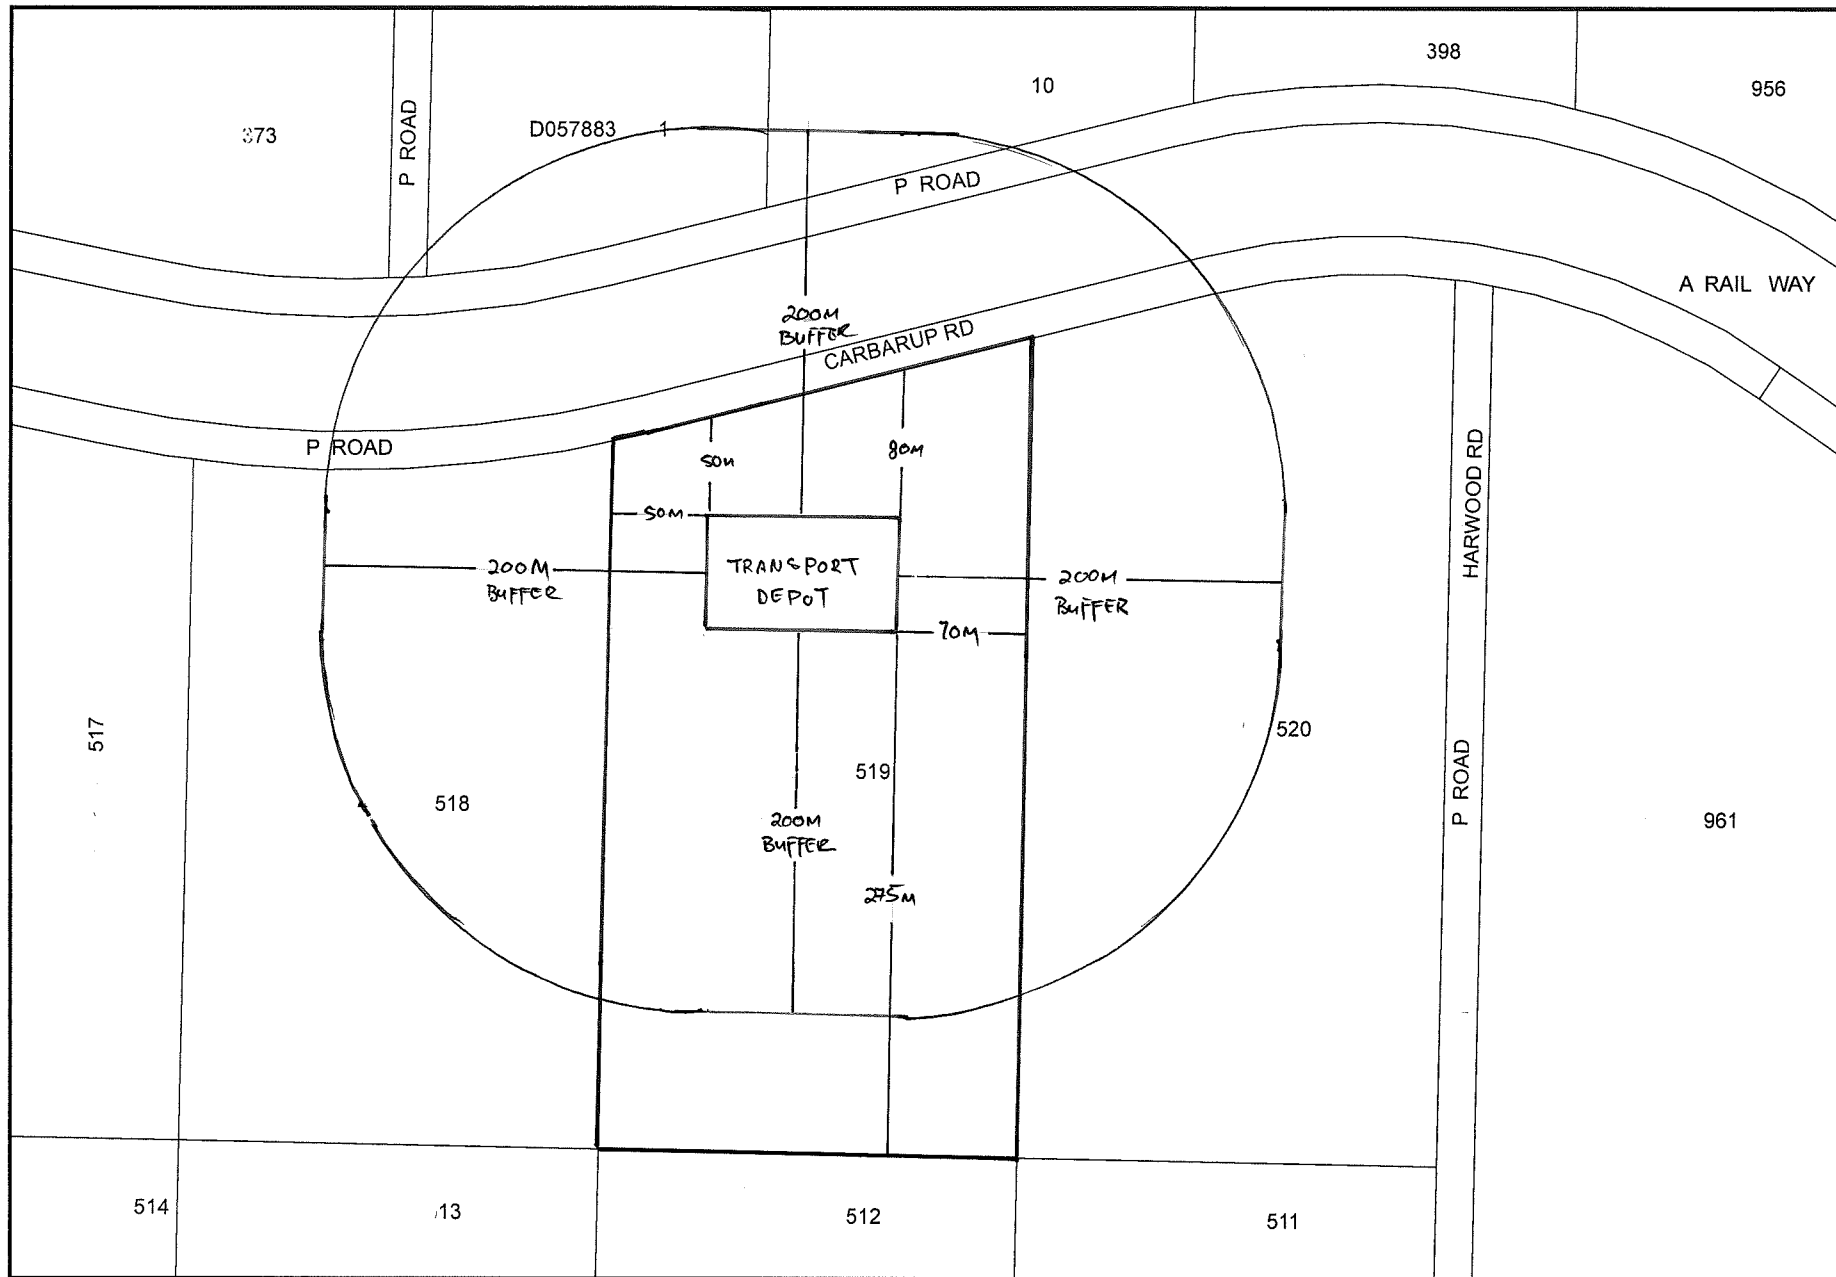 398
10
956
373
P ROAD
D057883
1
P ROAD
A RAIL WAY
200M
BUFFER
CARBARUP RD
P ROAD
50M
80M
50M
HARWOOD RD
TRANSPORT
DEPOT
200M
BUFFER
200M
BUFFER
70M
517
520
519
P ROAD
518
200M
BUFFER
961
275M
514
13
512
511